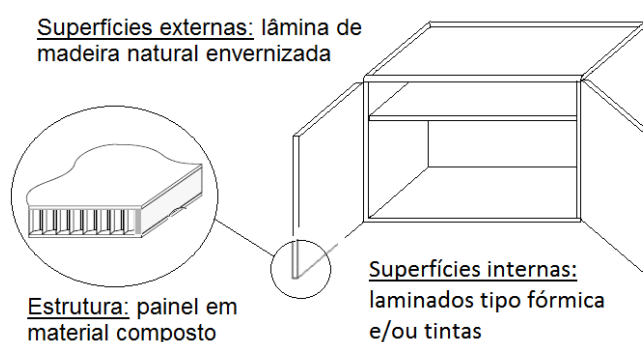 Superfícies externas: lâmina de
madeira natural envernizada
Superfícies internas:
laminados tipo fórmica
e/ou tintas
Estrutura: painel em
material composto